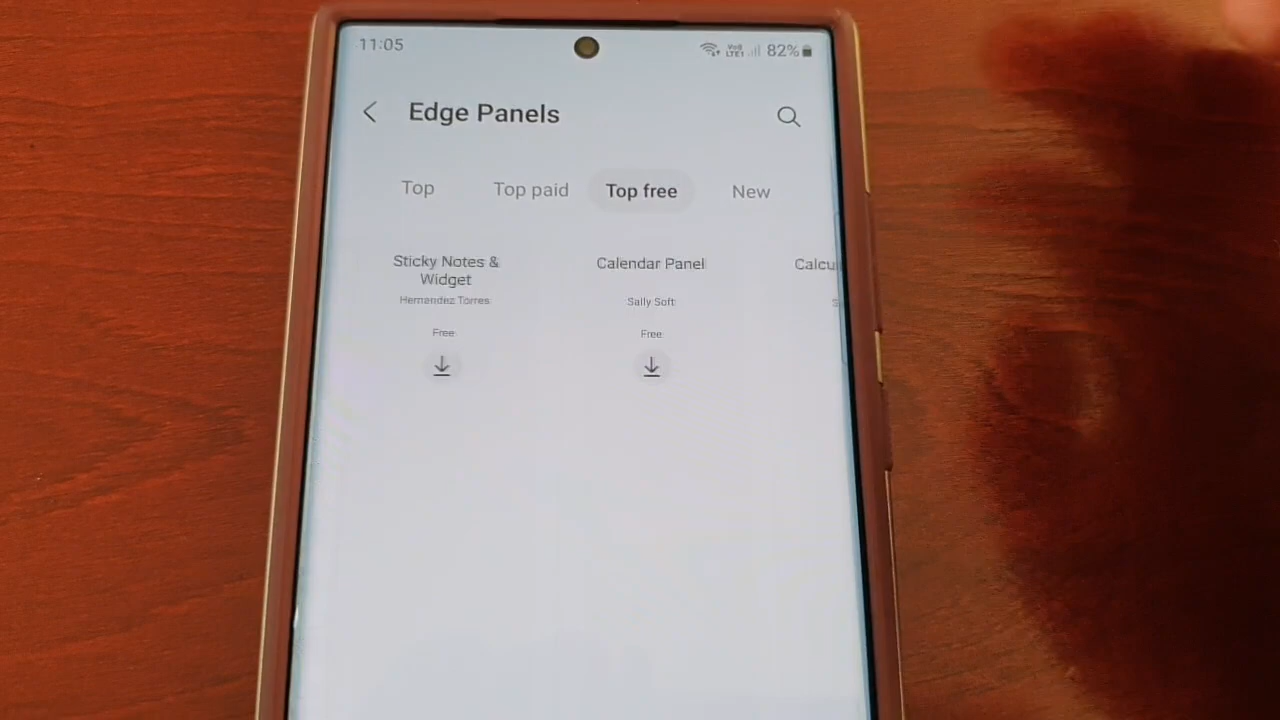 11:05
82%
Edge Panels
Top Top paid Top free New
Sticky Notes &
Widget
Hernandez Torres
Free
Calendar Panel
Sally Soft
Free
Calcu